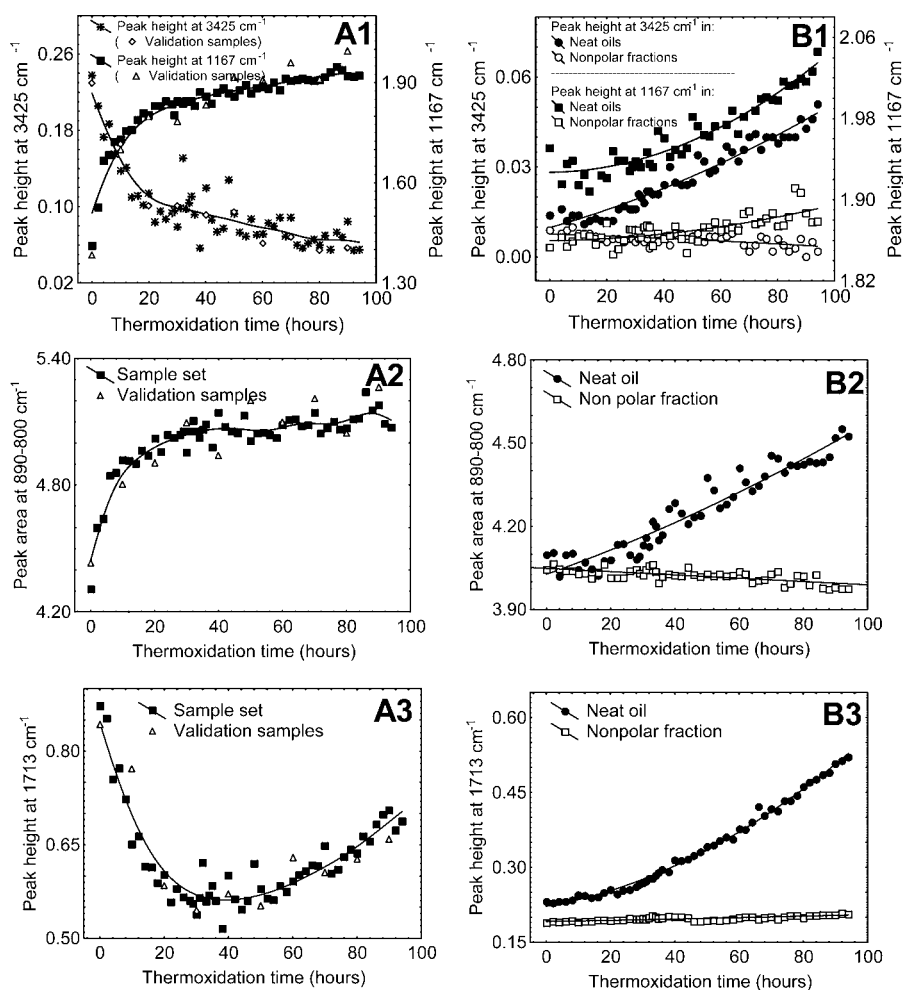 Peak height at 3425 cm⁻¹
( Validation samples)
Peak height at 1167 cm⁻¹
( Validation samples)
A1
0.26
0.18
0.10
0.02
Peak height at 3425 cm⁻¹
1.90
1.60
1.30
Peak height at 1167 cm⁻¹
0 20 40 60 80 100
Thermoxidation time (hours)
Peak height at 3425 cm⁻¹ in:
Neat oils
Nonpolar fractions
Peak height at 1167 cm⁻¹ in:
Neat oils
Nonpolar fractions
B1
0.06
0.03
0.00
Peak height at 3425 cm⁻¹
2.06
1.98
1.90
1.82
Peak height at 1167 cm⁻¹
0 20 40 60 80 100
Thermoxidation time (hours)
Sample set
Validation samples
A2
5.40
4.80
4.20
Peak area at 890-800 cm⁻¹
0 20 40 60 80 100
Thermoxidation time (hours)
Neat oil
Non polar fraction
B2
4.80
4.50
4.20
3.90
Peak area at 890-800 cm⁻¹
0 20 40 60 80 100
Thermoxidation time (hours)
Sample set
Validation samples
A3
0.80
0.65
0.50
Peak height at 1713 cm⁻¹
0 20 40 60 80 100
Thermoxidation time (hours)
Neat oil
Nonpolar fraction
B3
0.60
0.45
0.30
0.15
Peak height at 1713 cm⁻¹
0 20 40 60 80 100
Thermoxidation time (hours)